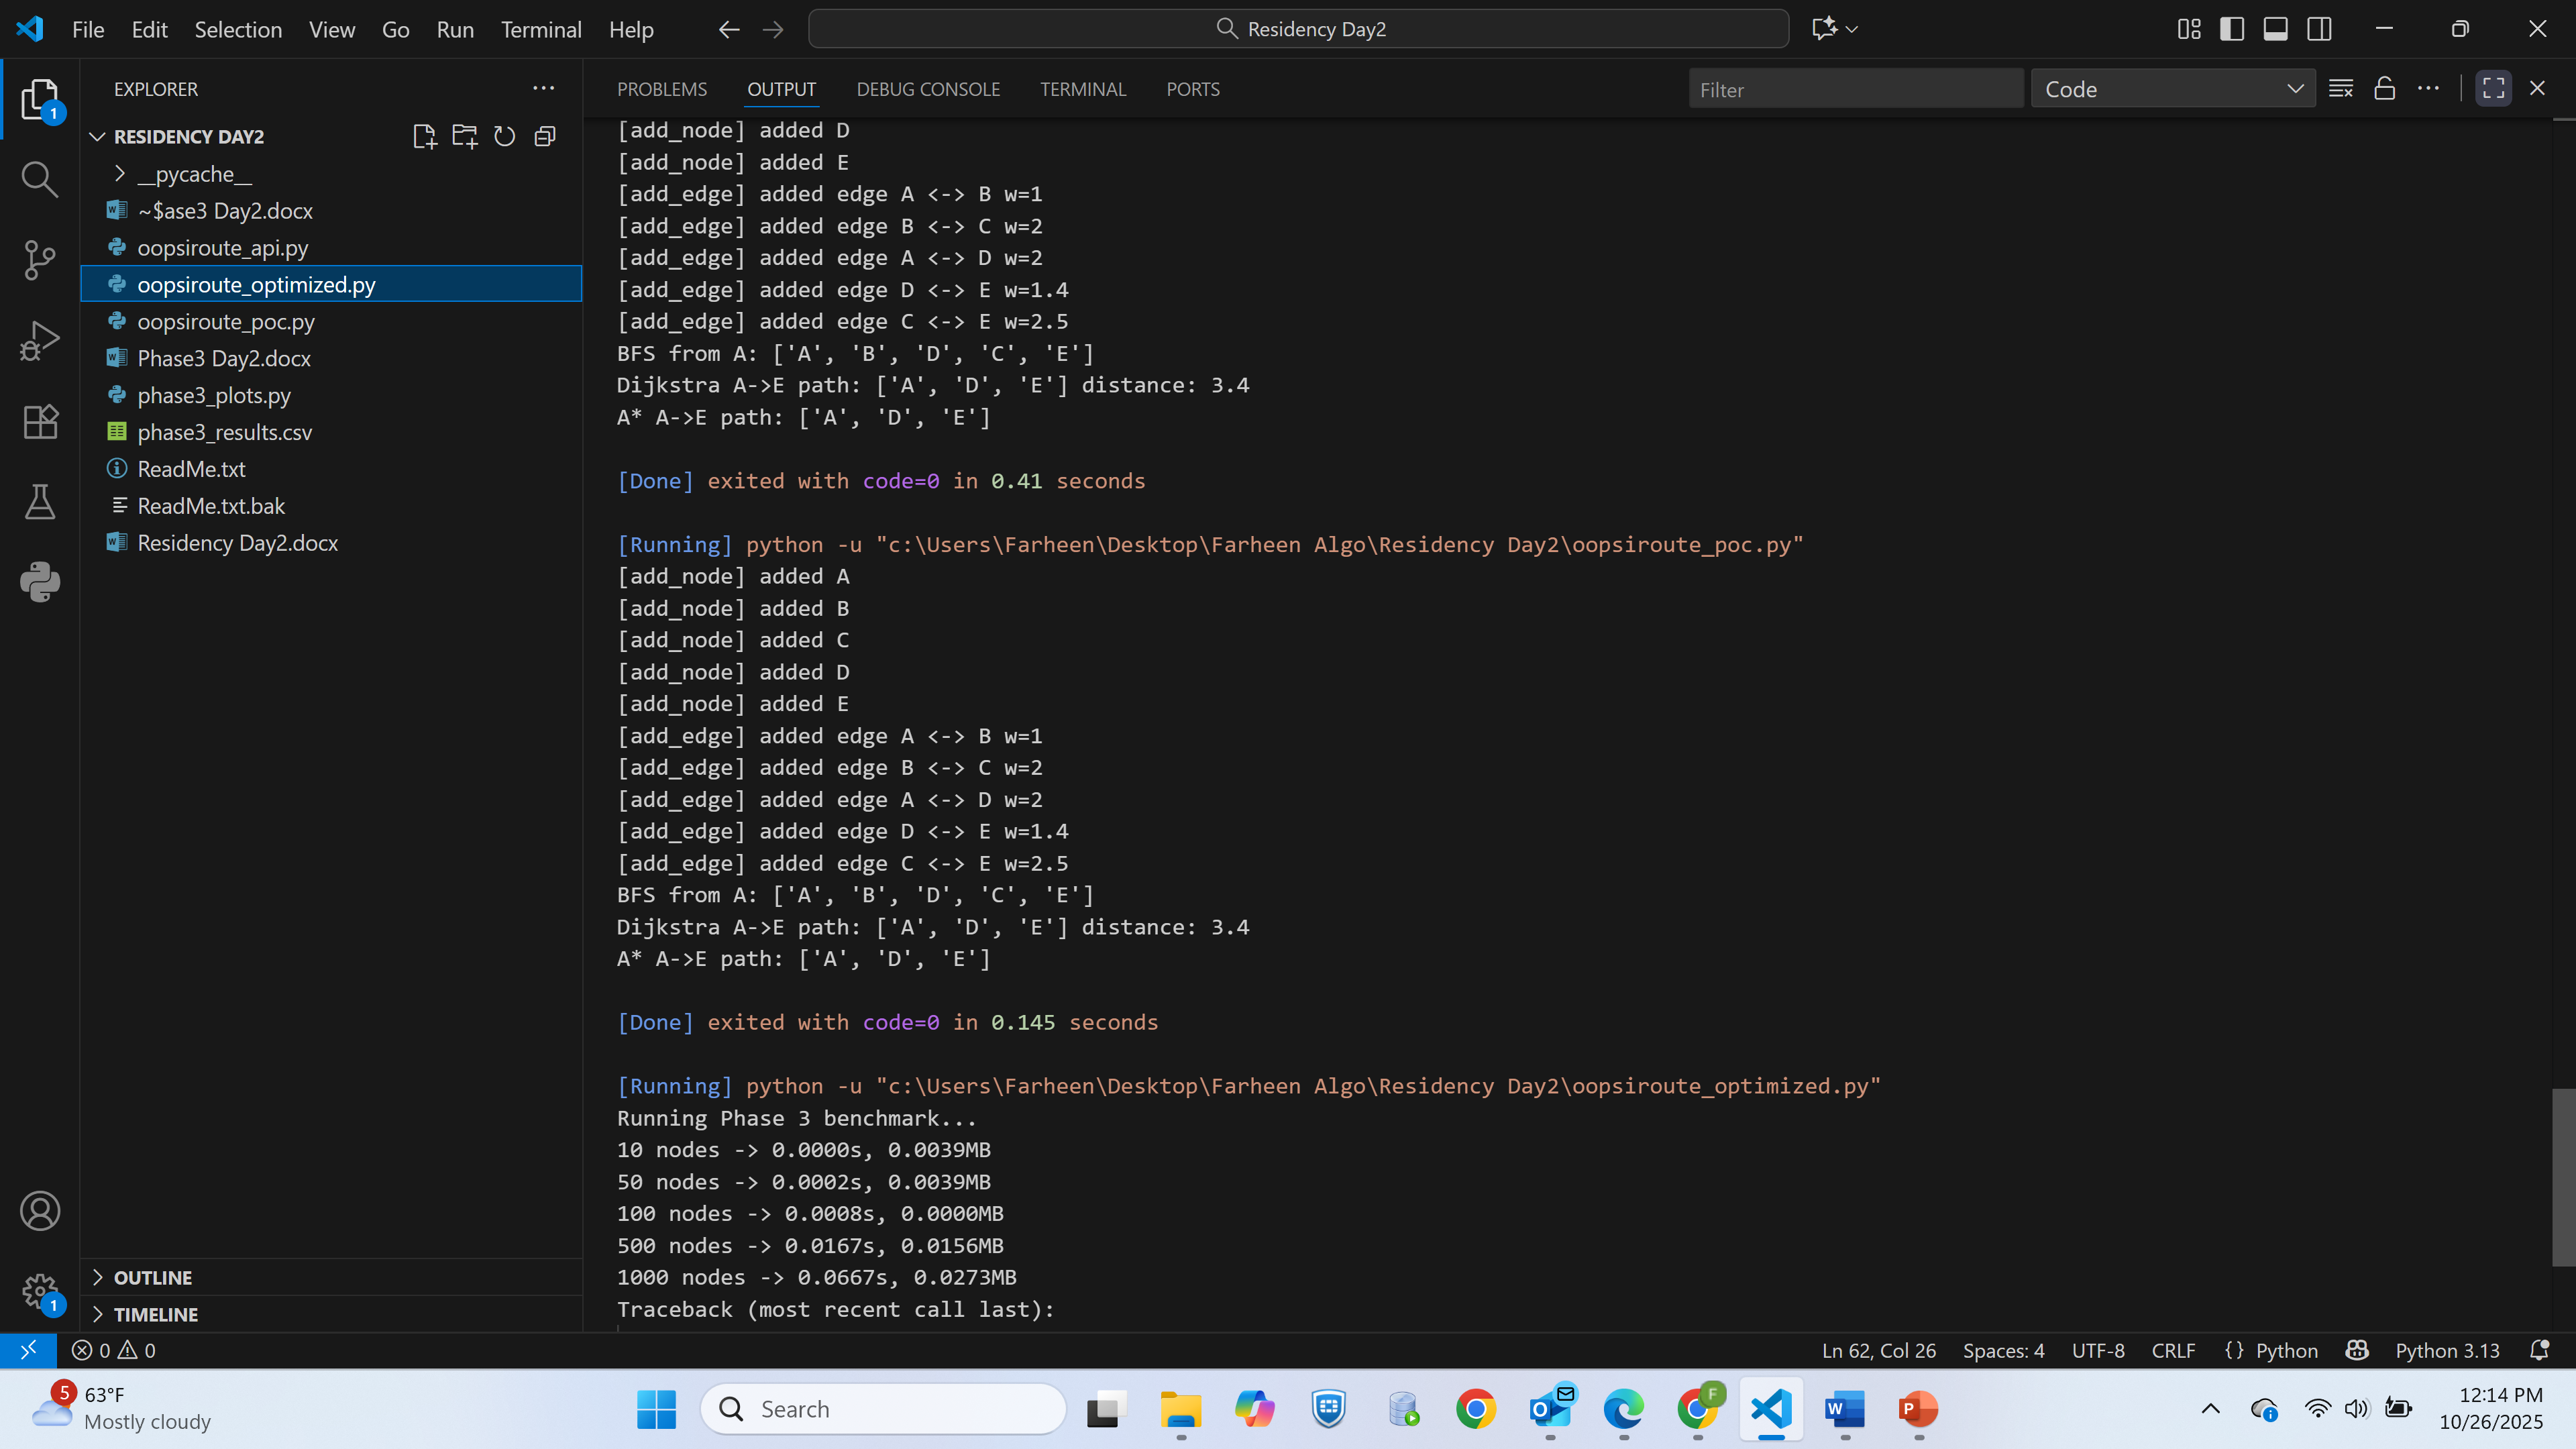 File Edit Selection View Go Run Terminal Help
Residency Day2
EXPLORER
PROBLEMS OUTPUT DEBUG CONSOLE TERMINAL PORTS
Filter
Code
1
RESIDENCY DAY2
__pycache__
~$ase3 Day2.docx
oopsiroute_api.py
oopsiroute_optimized.py
oopsiroute_poc.py
Phase3 Day2.docx
phase3_plots.py
phase3_results.csv
ReadMe.txt
ReadMe.txt.bak
Residency Day2.docx
OUTLINE
TIMELINE
1
[add_node] added D
[add_node] added E
[add_edge] added edge A <-> B w=1
[add_edge] added edge B <-> C w=2
[add_edge] added edge A <-> D w=2
[add_edge] added edge D <-> E w=1.4
[add_edge] added edge C <-> E w=2.5
BFS from A: ['A', 'B', 'D', 'C', 'E']
Dijkstra A->E path: ['A', 'D', 'E'] distance: 3.4
A* A->E path: ['A', 'D', 'E']
[Done] exited with code=0 in 0.41 seconds
[Running] python -u "c:\Users\Farheen\Desktop\Farheen Algo\Residency Day2\oopsiroute_poc.py"
[add_node] added A
[add_node] added B
[add_node] added C
[add_node] added D
[add_node] added E
[add_edge] added edge A <-> B w=1
[add_edge] added edge B <-> C w=2
[add_edge] added edge A <-> D w=2
[add_edge] added edge D <-> E w=1.4
[add_edge] added edge C <-> E w=2.5
BFS from A: ['A', 'B', 'D', 'C', 'E']
Dijkstra A->E path: ['A', 'D', 'E'] distance: 3.4
A* A->E path: ['A', 'D', 'E']
[Done] exited with code=0 in 0.145 seconds
[Running] python -u "c:\Users\Farheen\Desktop\Farheen Algo\Residency Day2\oopsiroute_optimized.py"
Running Phase 3 benchmark...
10 nodes -> 0.0000s, 0.0039MB
50 nodes -> 0.0002s, 0.0039MB
100 nodes -> 0.0008s, 0.0000MB
500 nodes -> 0.0167s, 0.0156MB
1000 nodes -> 0.0667s, 0.0273MB
Traceback (most recent call last):
0 0
Ln 62, Col 26 Spaces: 4 UTF-8 CRLF {} Python Python 3.13
5
63°F
Mostly cloudy
Search
F
12:14 PM
10/26/2025